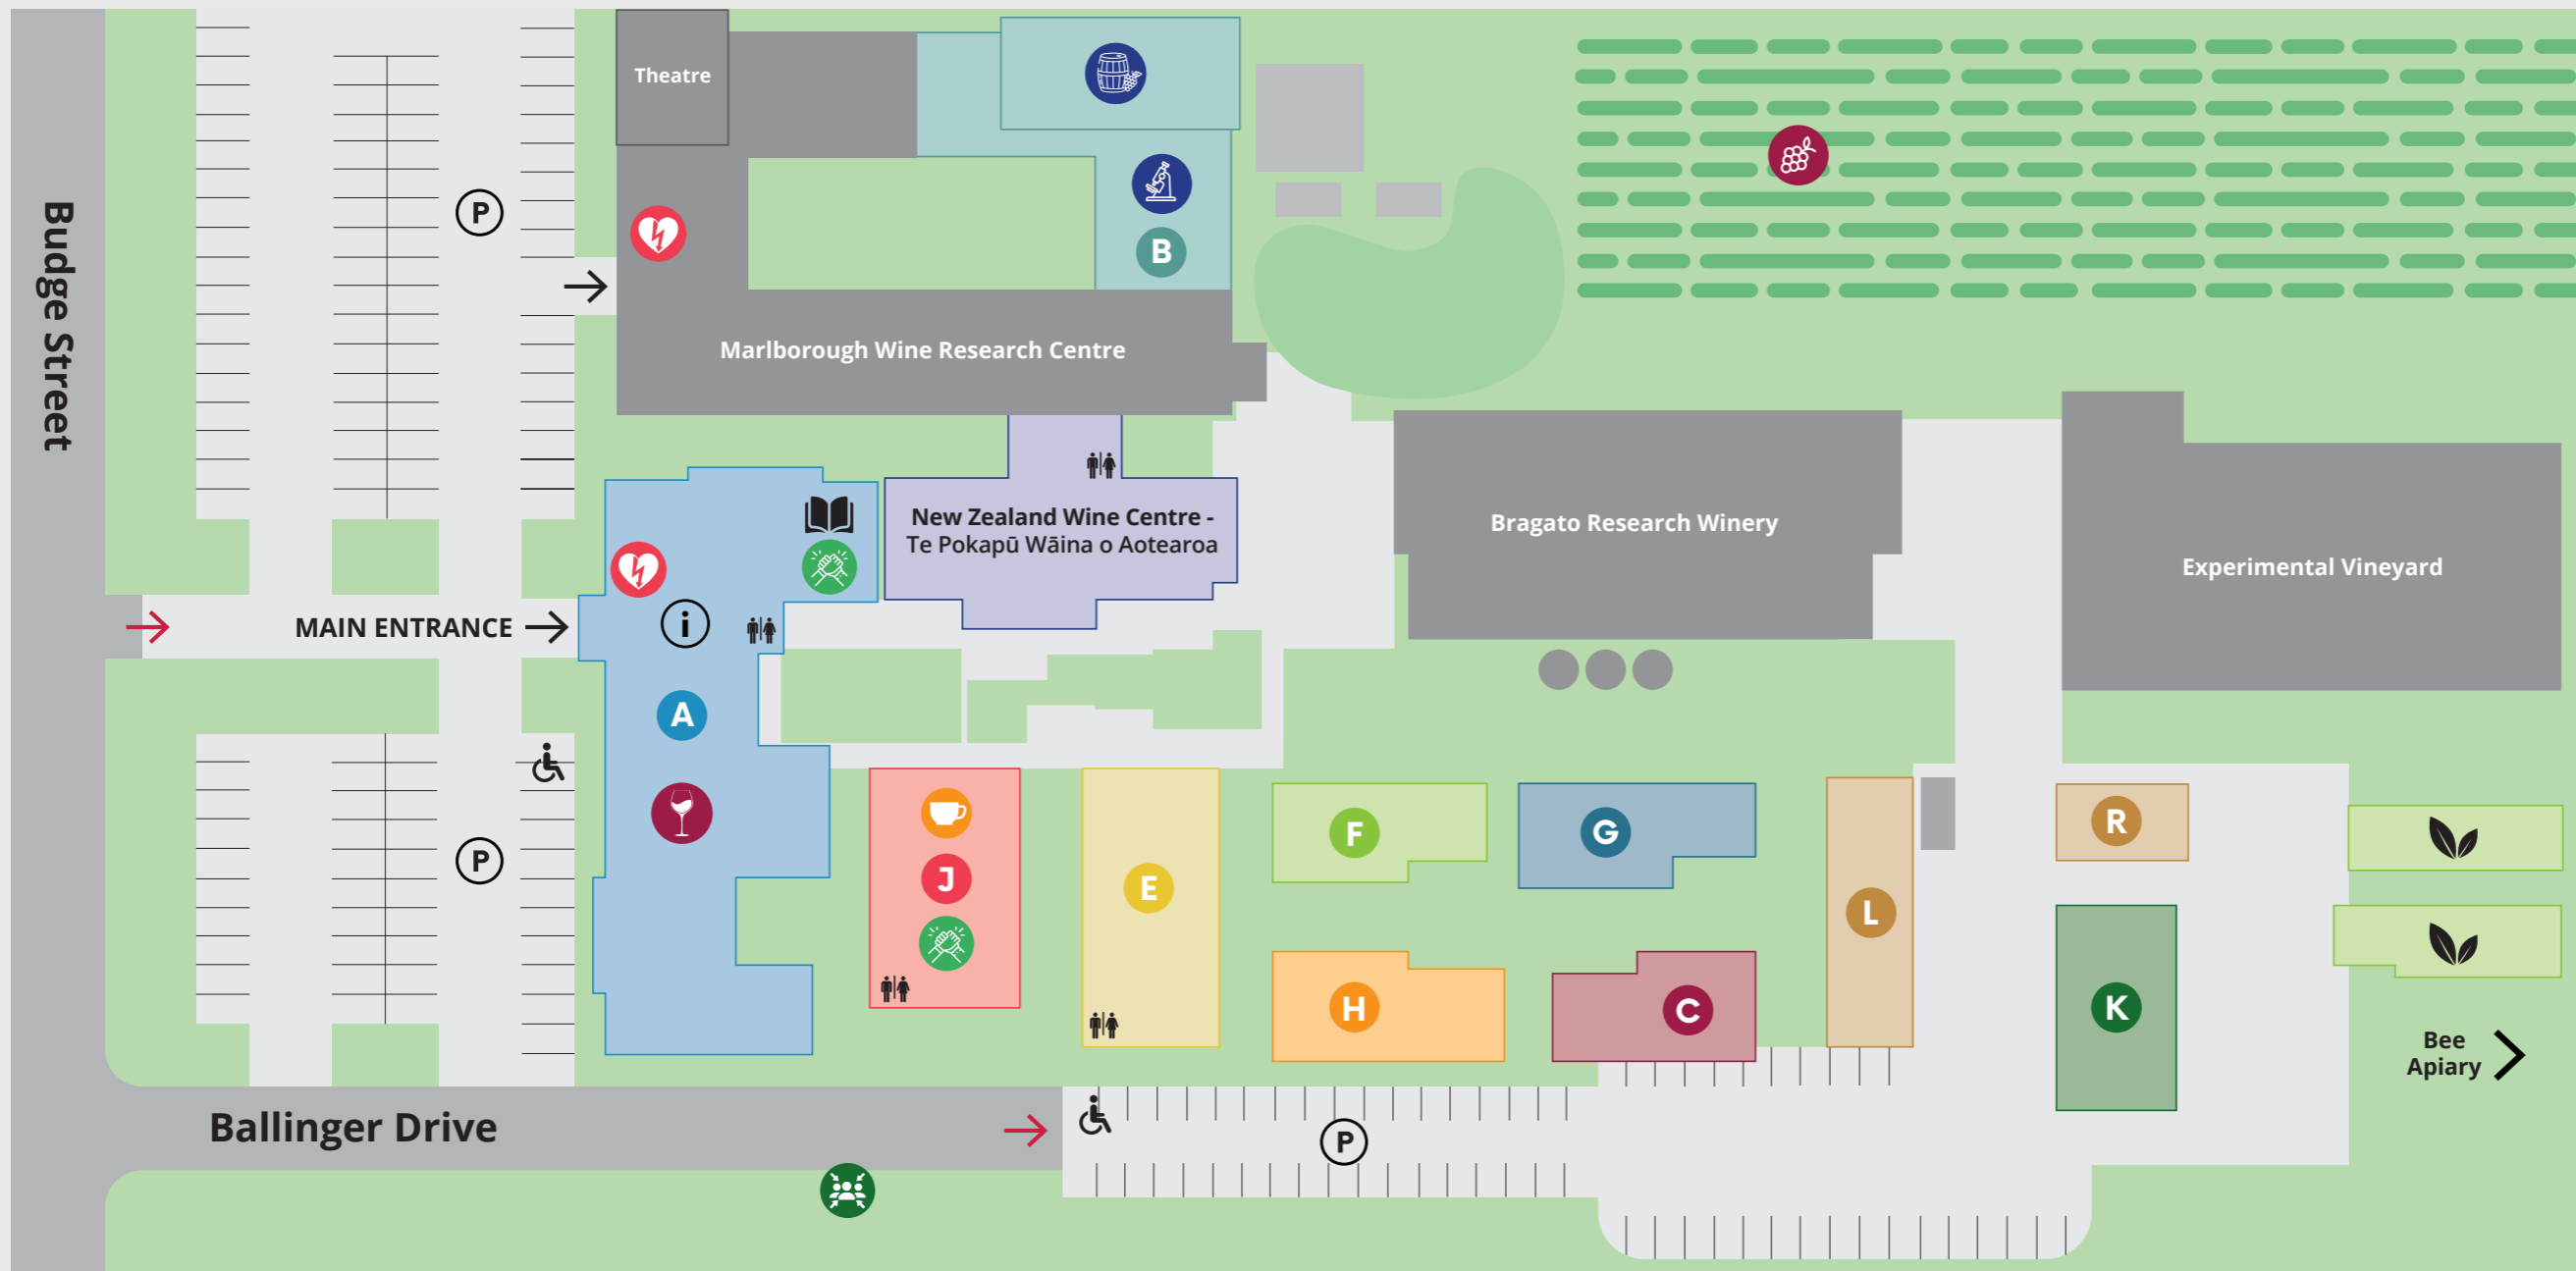 Theatre
P
B
Budge Street
Marlborough Wine Research Centre
New Zealand Wine Centre -
Te Pokapū Wāina o Aotearoa
Bragato Research Winery
Experimental Vineyard
MAIN ENTRANCE
i
A
P
J
E
F
G
L
R
H
C
K
Bee
Apiary
Ballinger Drive
P